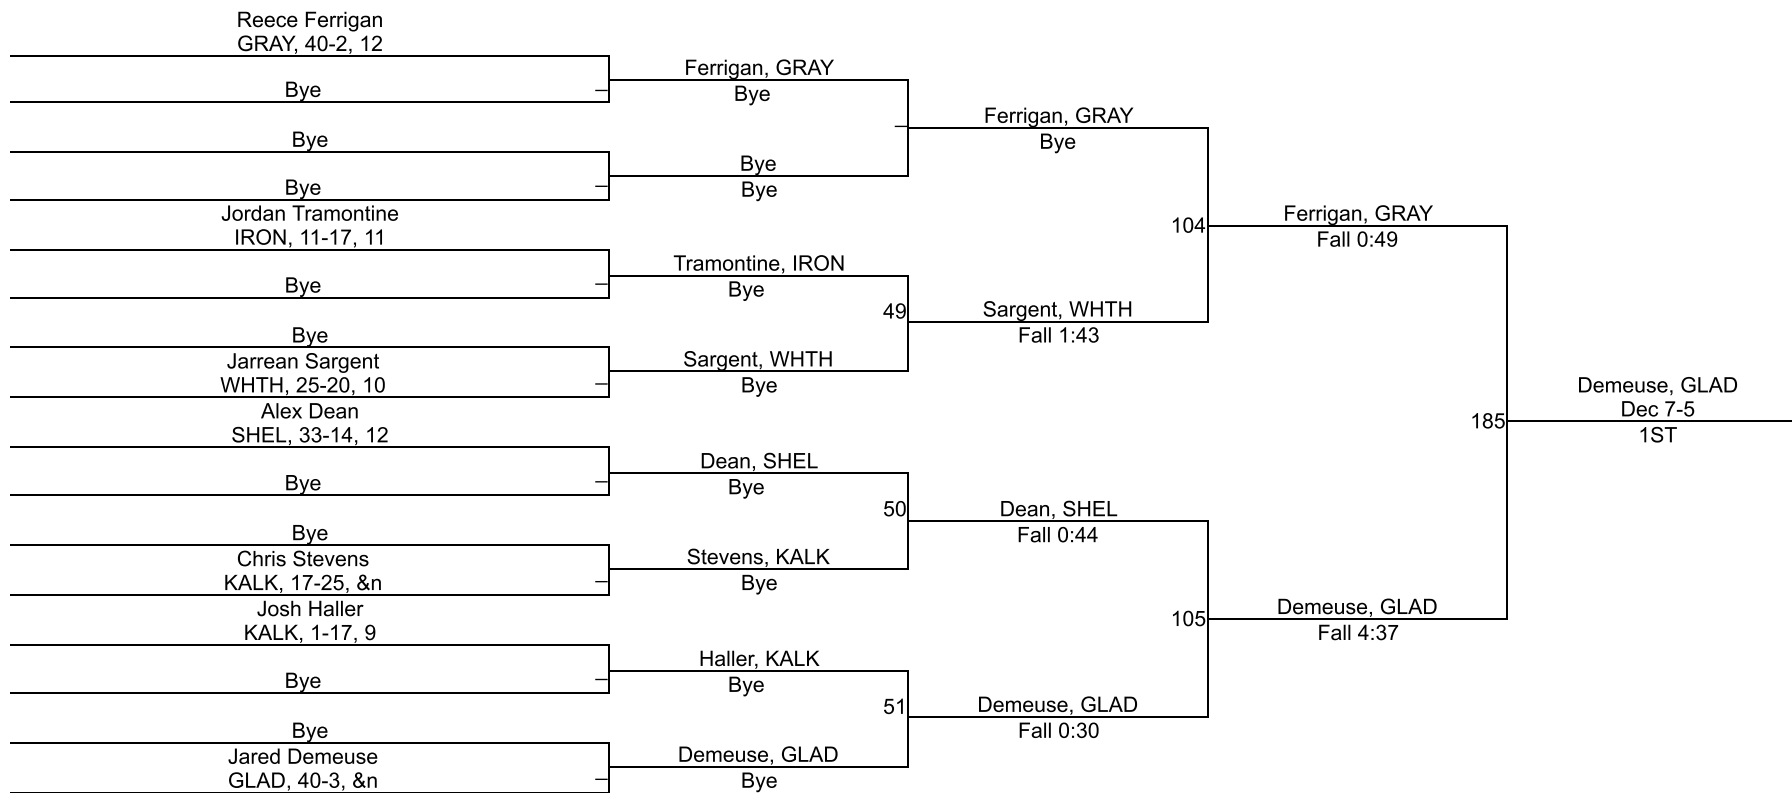 Reece Ferrigan
GRAY, 40-2, 12
Bye
Bye
Bye
Jordan Tramontine
IRON, 11-17, 11
Bye
Bye
Jarrean Sargent
WHTH, 25-20, 10
Alex Dean
SHEL, 33-14, 12
Bye
Bye
Chris Stevens
KALK, 17-25, &n
Josh Haller
KALK, 1-17, 9
Bye
Bye
Jared Demeuse
GLAD, 40-3, &n
Ferrigan, GRAY
Bye
Bye
Bye
Tramontine, IRON
Bye
49
Sargent, WHTH
Bye
Dean, SHEL
Bye
50
Stevens, KALK
Bye
Haller, KALK
Bye
51
Demeuse, GLAD
Bye
Ferrigan, GRAY
Bye
104
Sargent, WHTH
Fall 1:43
Dean, SHEL
Fall 0:44
105
Demeuse, GLAD
Fall 0:30
Ferrigan, GRAY
Fall 0:49
185
Demeuse, GLAD
Fall 4:37
Demeuse, GLAD
Dec 7-5
1ST